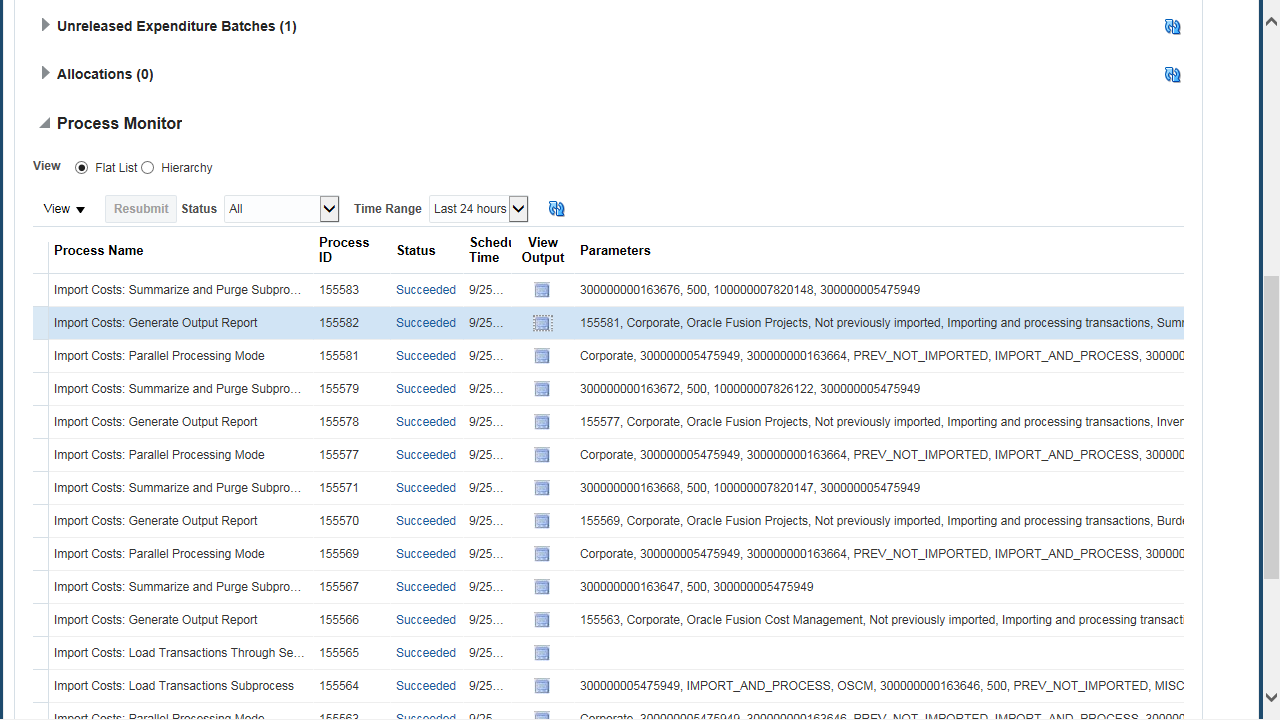 Unreleased Expenditure Batches (1)
Allocations (0)
Process Monitor
View Flat List Hierarchy
View Resubmit Status All Time Range Last 24 hours
Process Name Process ID Status Schedu Time View Output Parameters
Import Costs: Summarize and Purge Subpro... 155583 Succeeded 9/25... 300000000163676, 500, 100000007820148, 300000005475949
Import Costs: Generate Output Report 155582 Succeeded 9/25... 155581, Corporate, Oracle Fusion Projects, Not previously imported, Importing and processing transactions, Summ
Import Costs: Parallel Processing Mode 155581 Succeeded 9/25... Corporate, 300000005475949, 300000000163664, PREV_NOT_IMPORTED, IMPORT_AND_PROCESS, 300000
Import Costs: Summarize and Purge Subpro... 155579 Succeeded 9/25... 300000000163672, 500, 100000007826122, 300000005475949
Import Costs: Generate Output Report 155578 Succeeded 9/25... 155577, Corporate, Oracle Fusion Projects, Not previously imported, Importing and processing transactions, Inver
Import Costs: Parallel Processing Mode 155577 Succeeded 9/25... Corporate, 300000005475949, 300000000163664, PREV_NOT_IMPORTED, IMPORT_AND_PROCESS, 300000
Import Costs: Summarize and Purge Subpro... 155571 Succeeded 9/25... 300000000163668, 500, 100000007820147, 300000005475949
Import Costs: Generate Output Report 155570 Succeeded 9/25... 155569, Corporate, Oracle Fusion Projects, Not previously imported, Importing and processing transactions, Burde
Import Costs: Parallel Processing Mode 155569 Succeeded 9/25... Corporate, 300000005475949, 300000000163664, PREV_NOT_IMPORTED, IMPORT_AND_PROCESS, 300000
Import Costs: Summarize and Purge Subpro... 155567 Succeeded 9/25... 300000000163647, 500, 300000005475949
Import Costs: Generate Output Report 155566 Succeeded 9/25... 155563, Corporate, Oracle Fusion Cost Management, Not previously imported, Importing and processing transacti
Import Costs: Load Transactions Through Se... 155565 Succeeded 9/25...
Import Costs: Load Transactions Subprocess 155564 Succeeded 9/25... 300000005475949, IMPORT_AND_PROCESS, OSCM, 300000000163646, 500, PREV_NOT_IMPORTED, MISC
Import Costs: Parallel Processing Mode 155563 Succeeded 9/25... Corporate, 300000005475949, 300000000163646, PREV_NOT_IMPORTED, IMPORT_AND_PROCESS, 300000